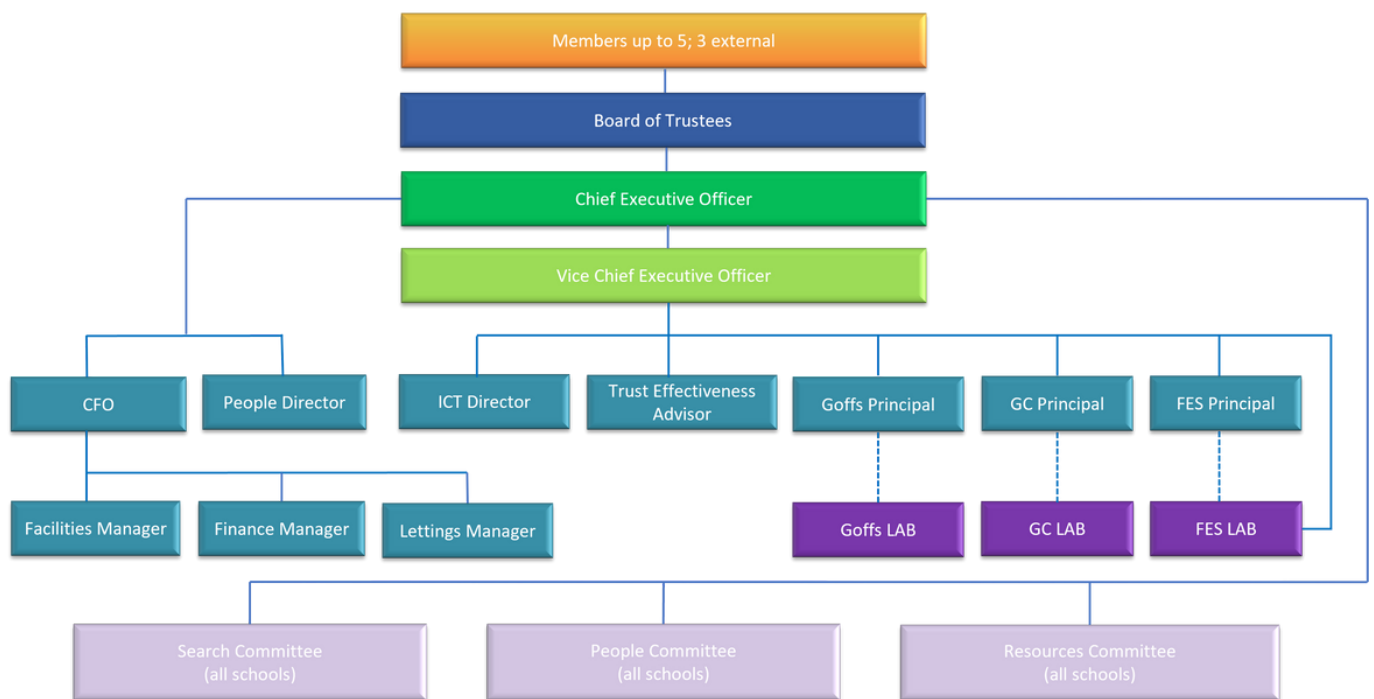 Members up to 5; 3 external
Board of Trustees
Chief Executive Officer
Vice Chief Executive Officer
CFO
People Director
ICT Director
Trust Effectiveness
Advisor
Goffs Principal
GC Principal
FES Principal
Facilities Manager
Finance Manager
Lettings Manager
Goffs LAB
GC LAB
FES LAB
Search Committee
(all schools)
People Committee
(all schools)
Resources Committee
(all schools)